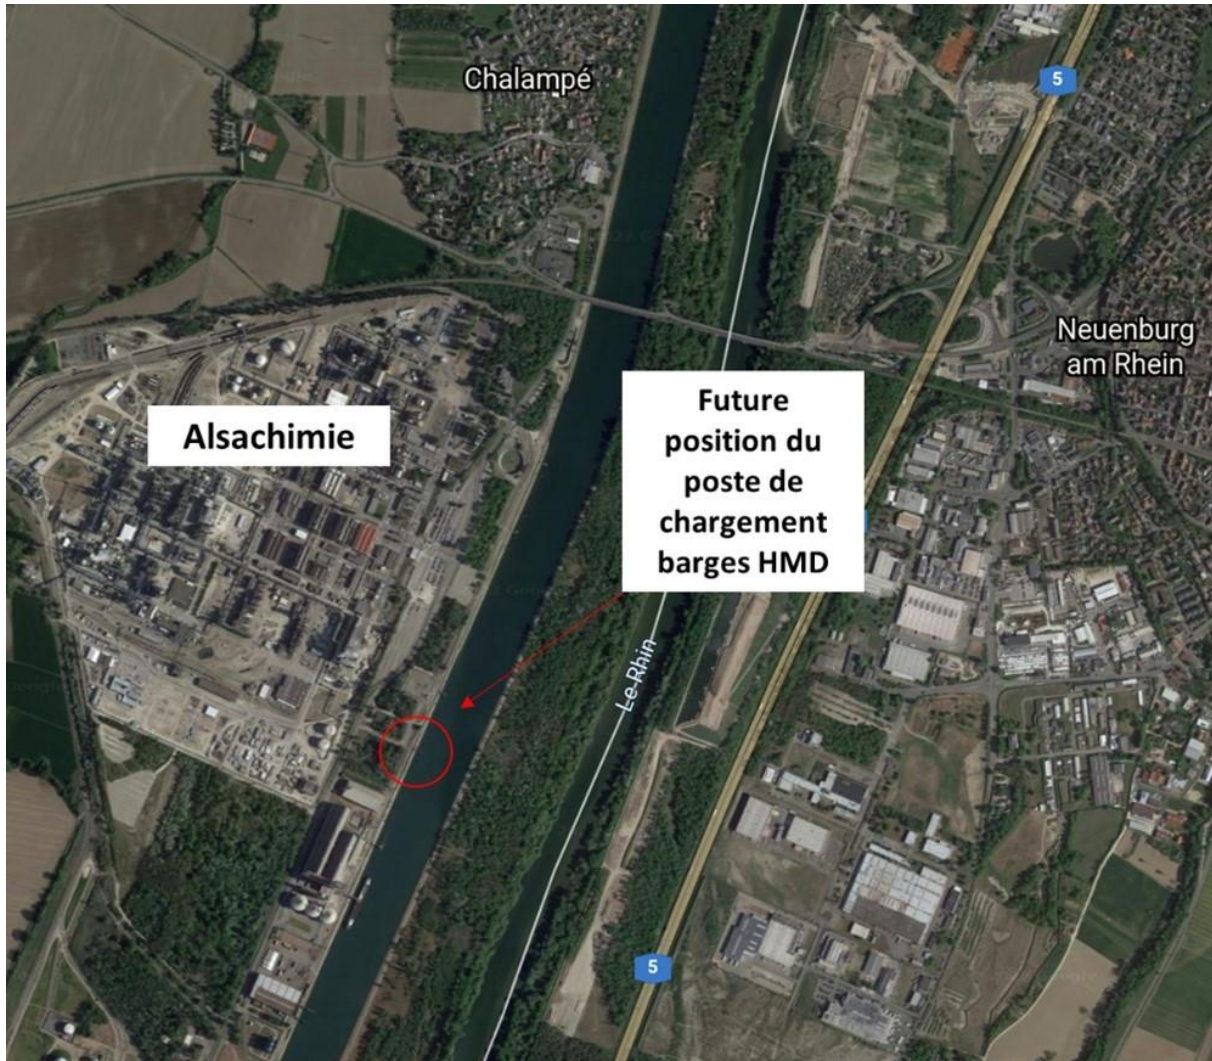 Chalampé
5
Neuenburg
am Rhein
Alsachimie
Future
position du
poste de
chargement
barges HMD
Le Rhin
5